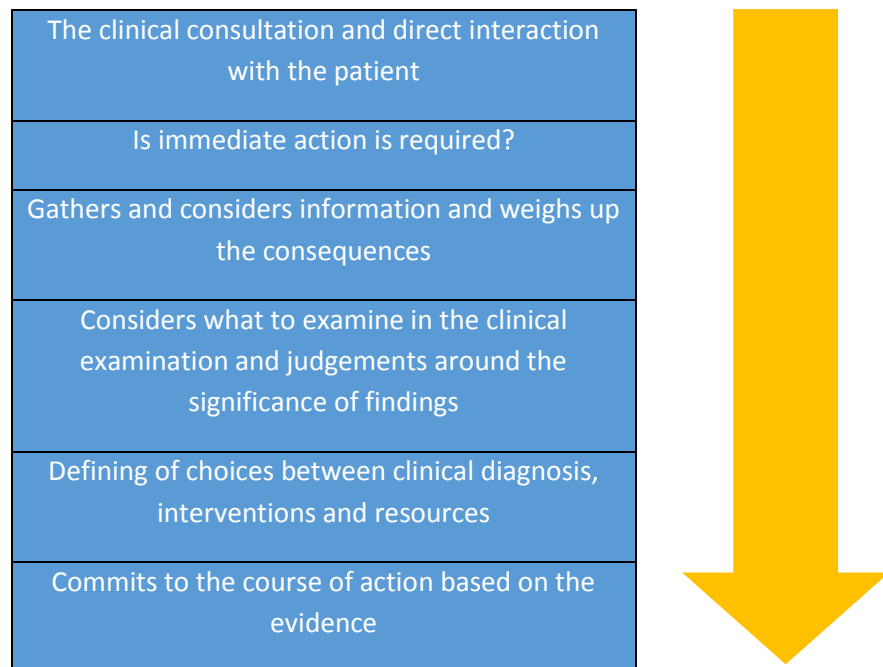 The clinical consultation and direct interaction
with the patient
Is immediate action is required?
Gathers and considers information and weighs up
the consequences
Considers what to examine in the clinical
examination and judgements around the
significance of findings
Defining of choices between clinical diagnosis,
interventions and resources
Commits to the course of action based on the
evidence